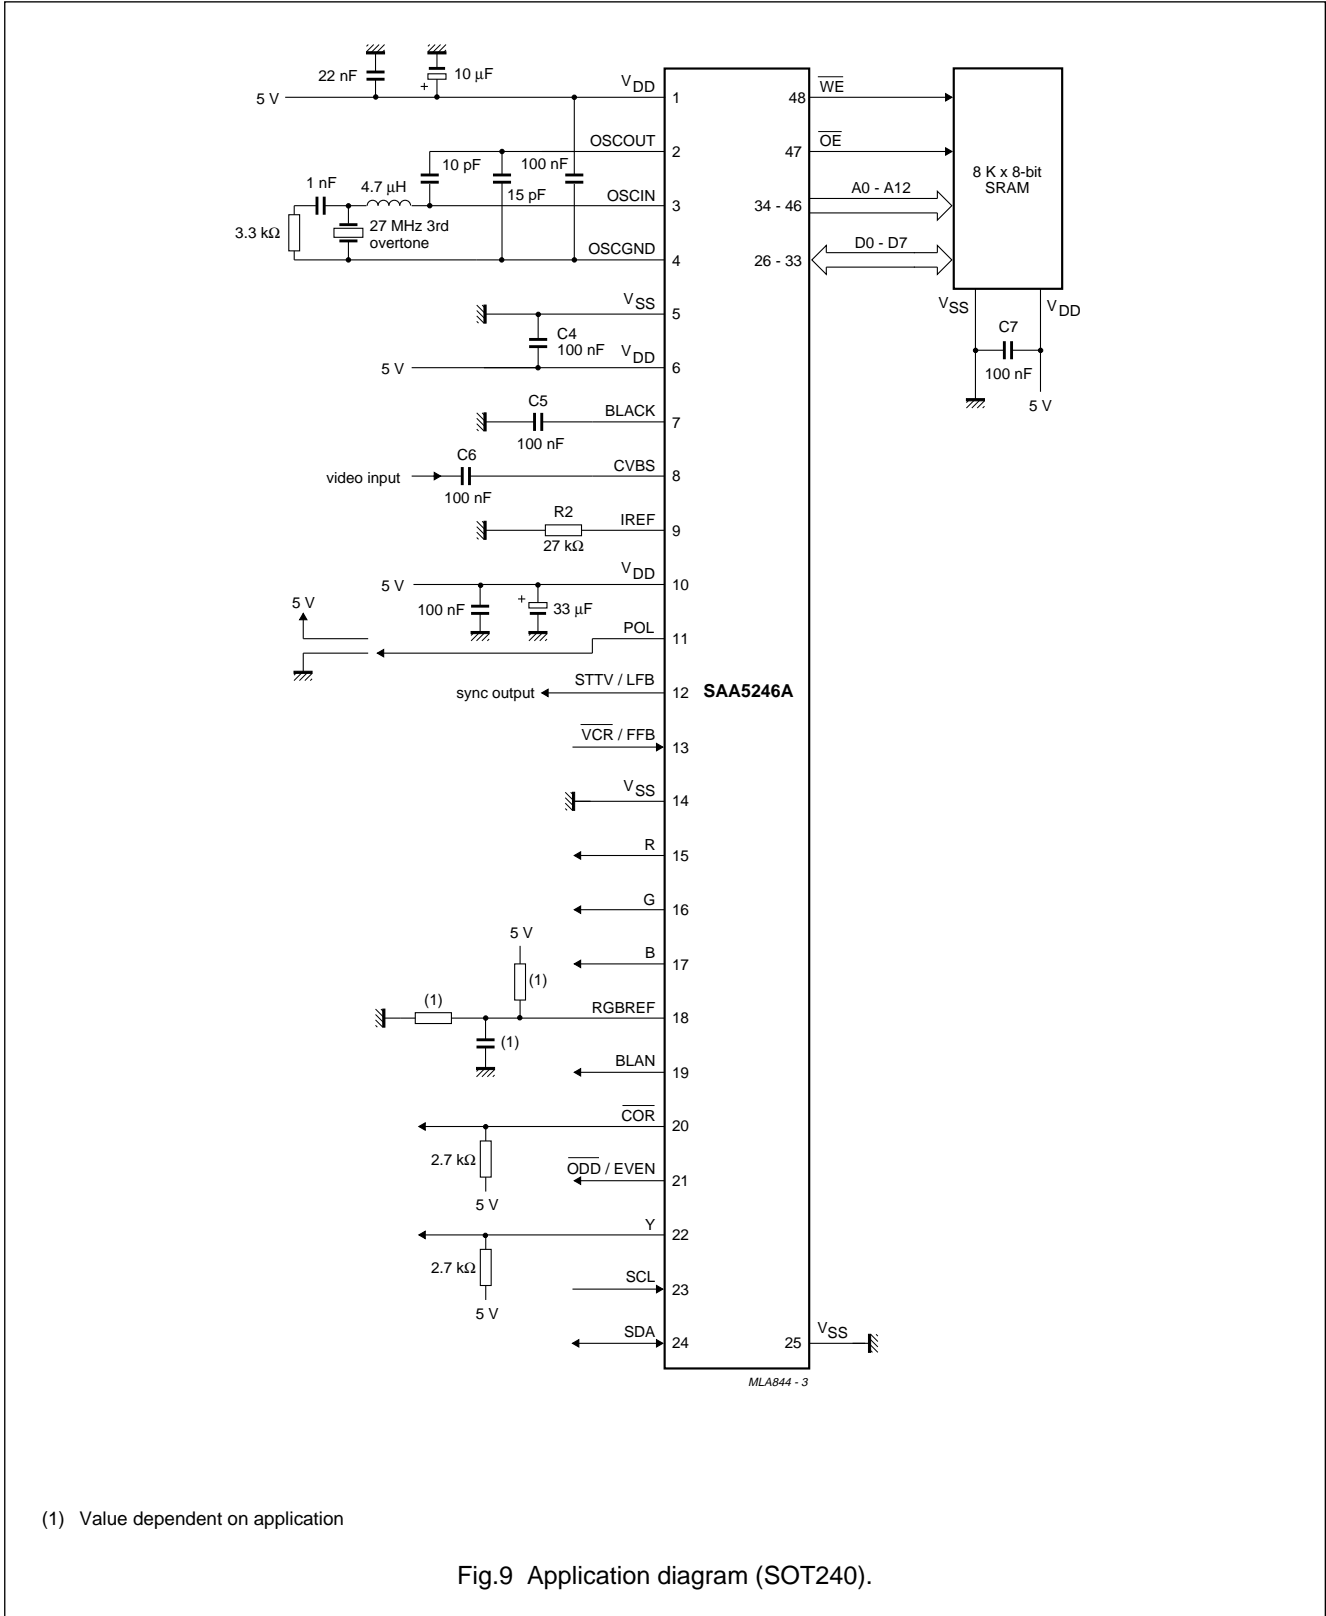 22 nF
10 μF
+
5 V
V DD
1
OSCOUT
2
10 pF
100 nF
15 pF
1 nF
4.7 μH
OSCIN
3
3.3 kΩ
27 MHz 3rd
overtone
OSCGND
4
VSS
5
C4
100 nF
V DD
5 V
6
C5
BLACK
7
100 nF
C6
CVBS
video input
8
100 nF
R2
IREF
9
27 kΩ
V DD
5 V
10
100 nF
+
33 μF
5 V
POL
11
STTV / LFB
sync output
12
SAA5246A
VCR / FFB
13
VSS
14
R
15
G
16
5 V
B
17
(1)
(1)
RGBREF
18
(1)
BLAN
19
COR
20
2.7 kΩ
5 V
ODD / EVEN
21
Y
22
2.7 kΩ
5 V
SCL
23
SDA
24
48
WE
47
OE
34 - 46
A0 - A12
26 - 33
D0 - D7
8 K x 8-bit
SRAM
VSS
V DD
C7
100 nF
5 V
25
VSS
MLA844 - 3
(1) Value dependent on application
Fig.9 Application diagram (SOT240).